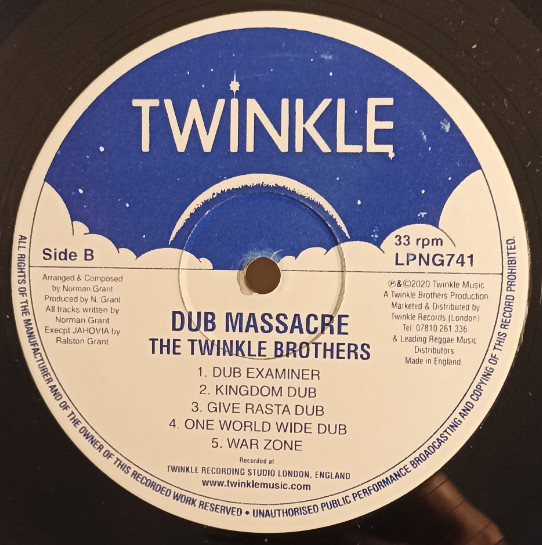 TWINKLE
Side B
33 rpm
LPNG741
Arranged & Composed
by Norman Grant
Produced by N. Grant
All tracks written by
Norman Grant
Execpt JAHOVIA by
Ralston Grant
℗&©2020 Twinkle Music
A Twinkle Brothers Production
Marketed & Distributed by
Twinkle Records (London)
Tel: 07810 261 336
& Leading Reggae Music
Distributors
Made in England
DUB MASSACRE
THE TWINKLE BROTHERS
1. DUB EXAMINER
2. KINGDOM DUB
3. GIVE RASTA DUB
4. ONE WORLD WIDE DUB
5. WAR ZONE
Recorded at
TWINKLE RECORDING STUDIO LONDON, ENGLAND
www.twinklemusic.com
ALL RIGHTS OF THE MANUFACTURER AND OF THE OWNER OF THIS RECORDED WORK RESERVED • UNAUTHORISED PUBLIC PERFORMANCE BROADCASTING AND COPYING OF THIS RECORD PROHIBITED.